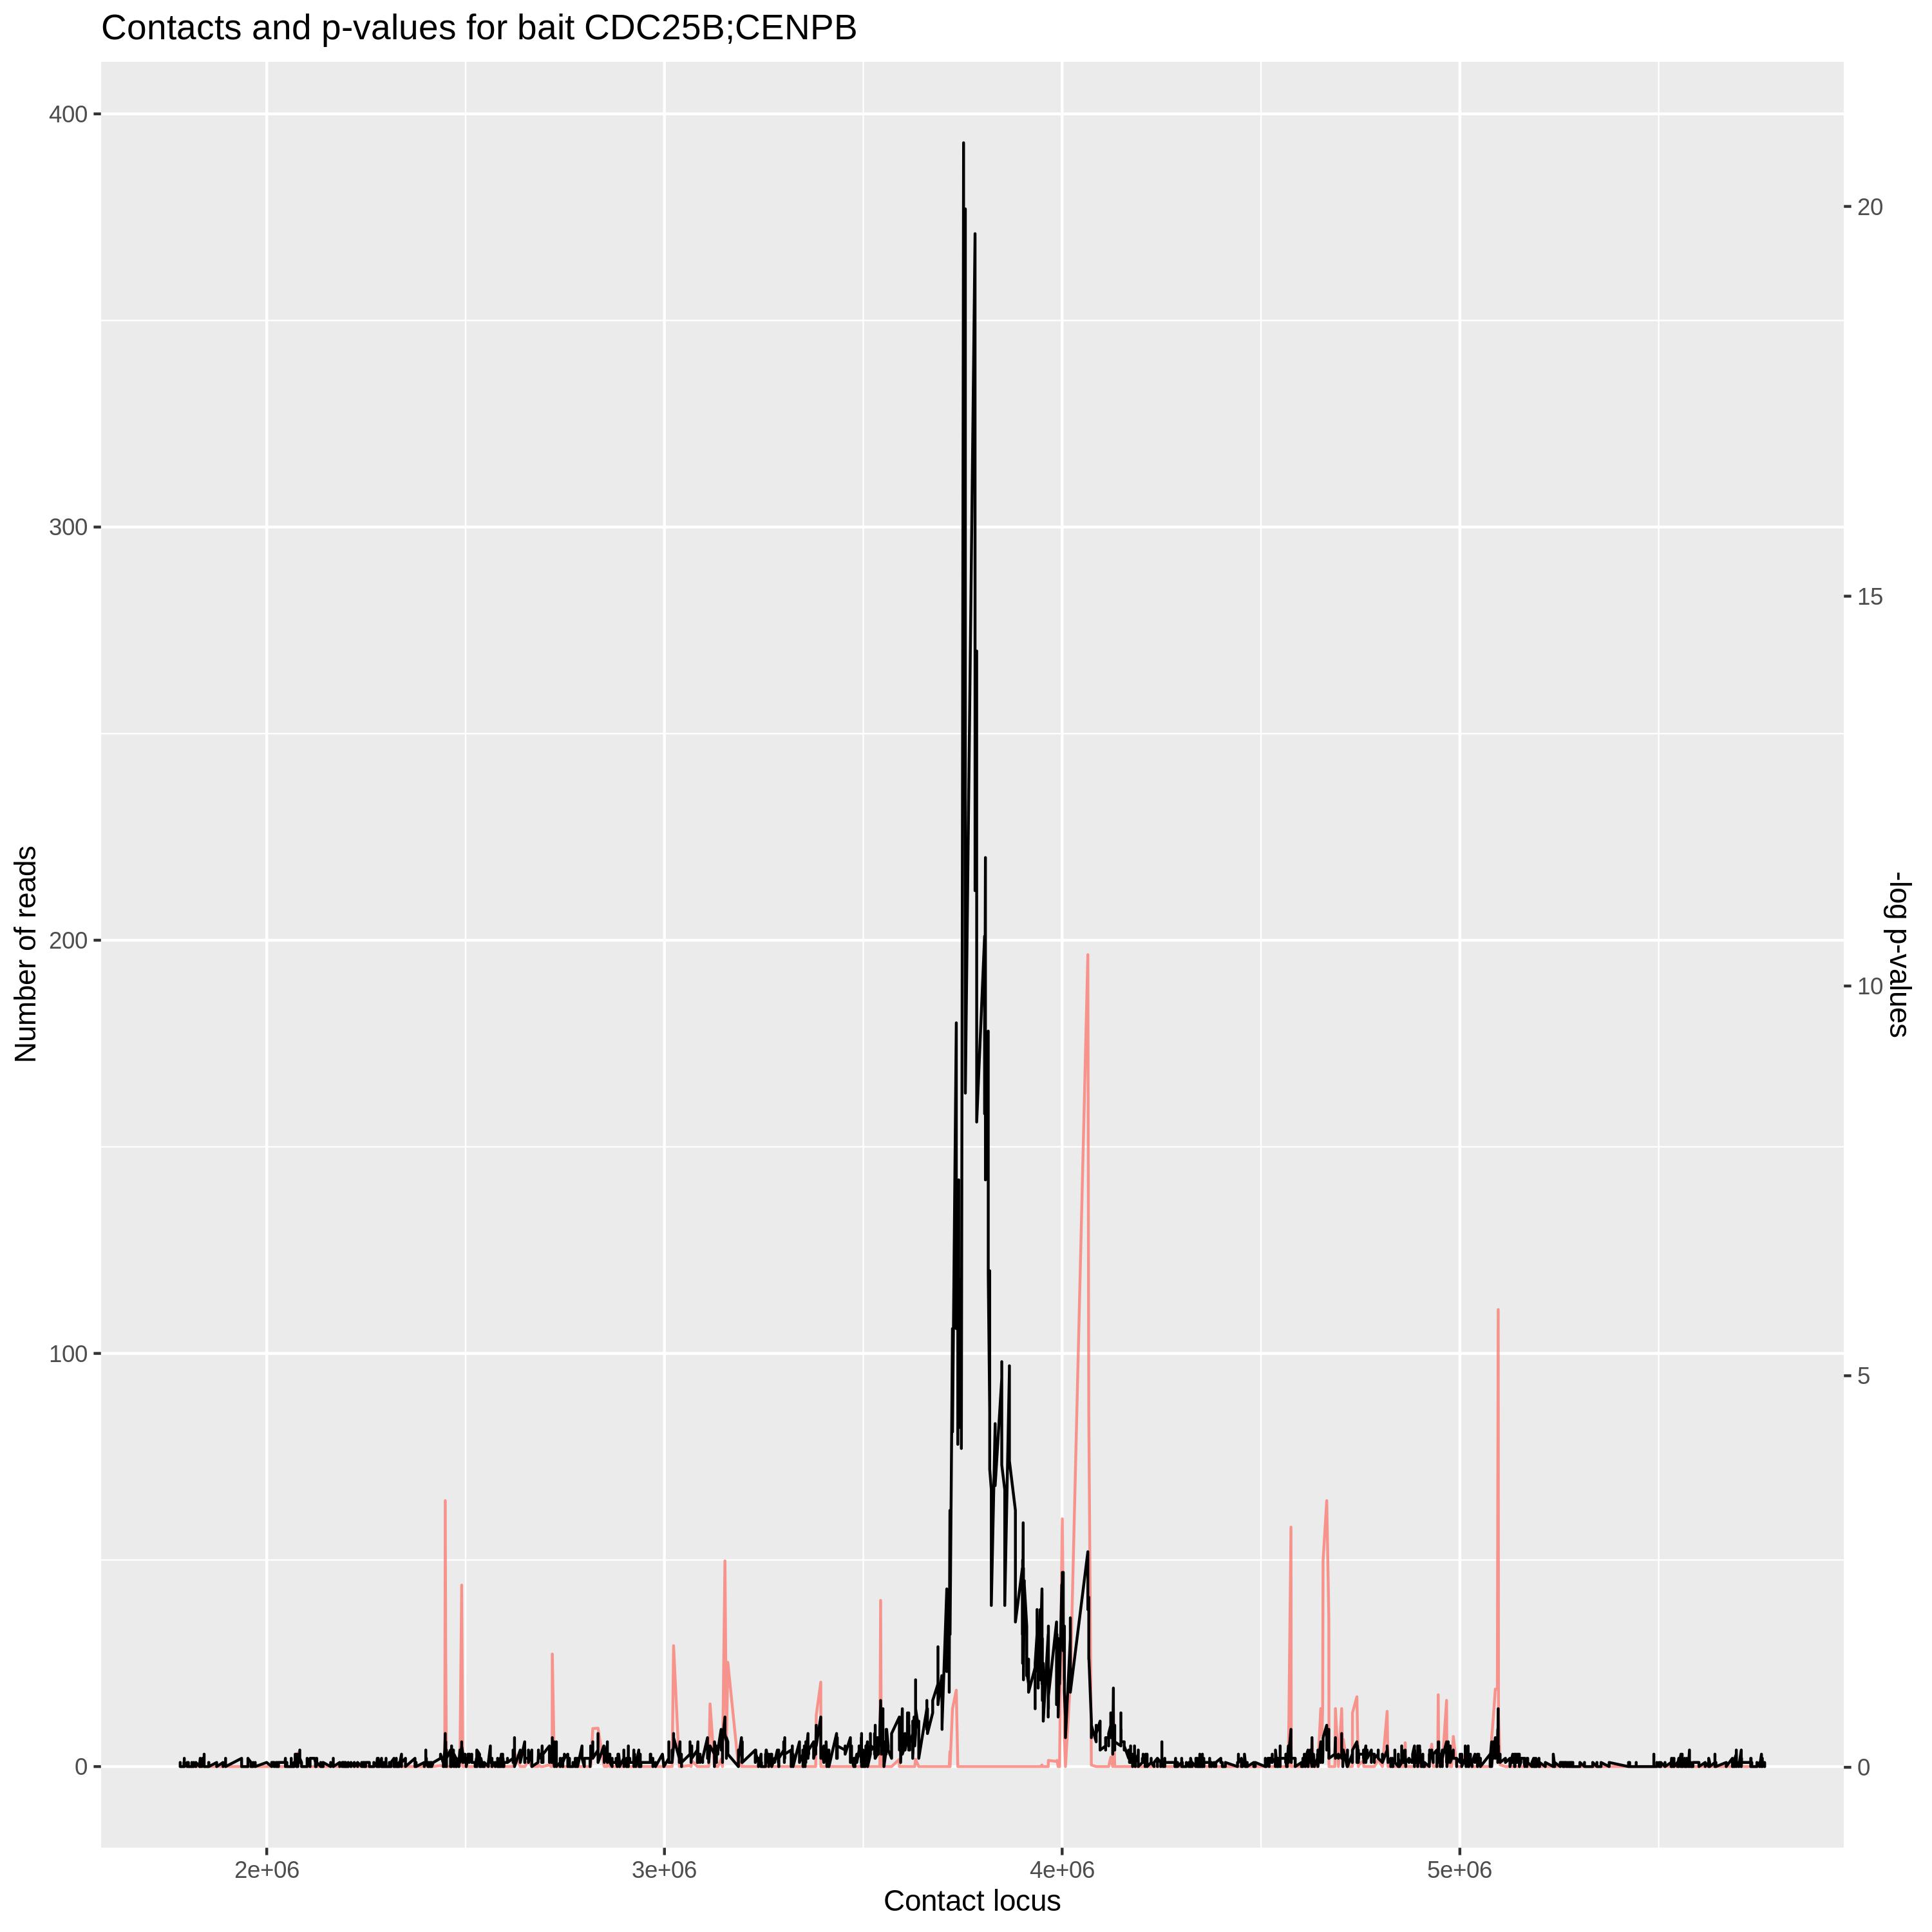 Contacts and p-values for bait CDC25B;CENPB
400
300
200
100
0
Number of reads
20
15
10
5
0
-log p-values
2e+06
3e+06
4e+06
5e+06
Contact locus